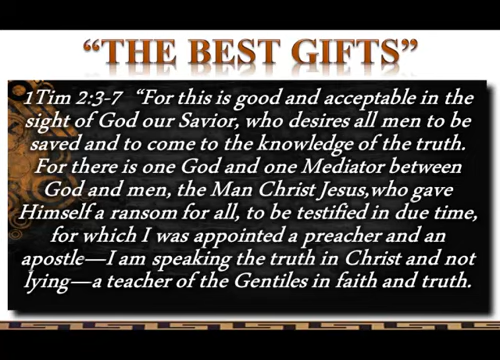 “THE BEST GIFTS”
1Tim 2:3-7 “For this is good and acceptable in the
sight of God our Savior, who desires all men to be
saved and to come to the knowledge of the truth.
For there is one God and one Mediator between
God and men, the Man Christ Jesus,who gave
Himself a ransom for all, to be testified in due time,
for which I was appointed a preacher and an
apostle—I am speaking the truth in Christ and not
lying—a teacher of the Gentiles in faith and truth.